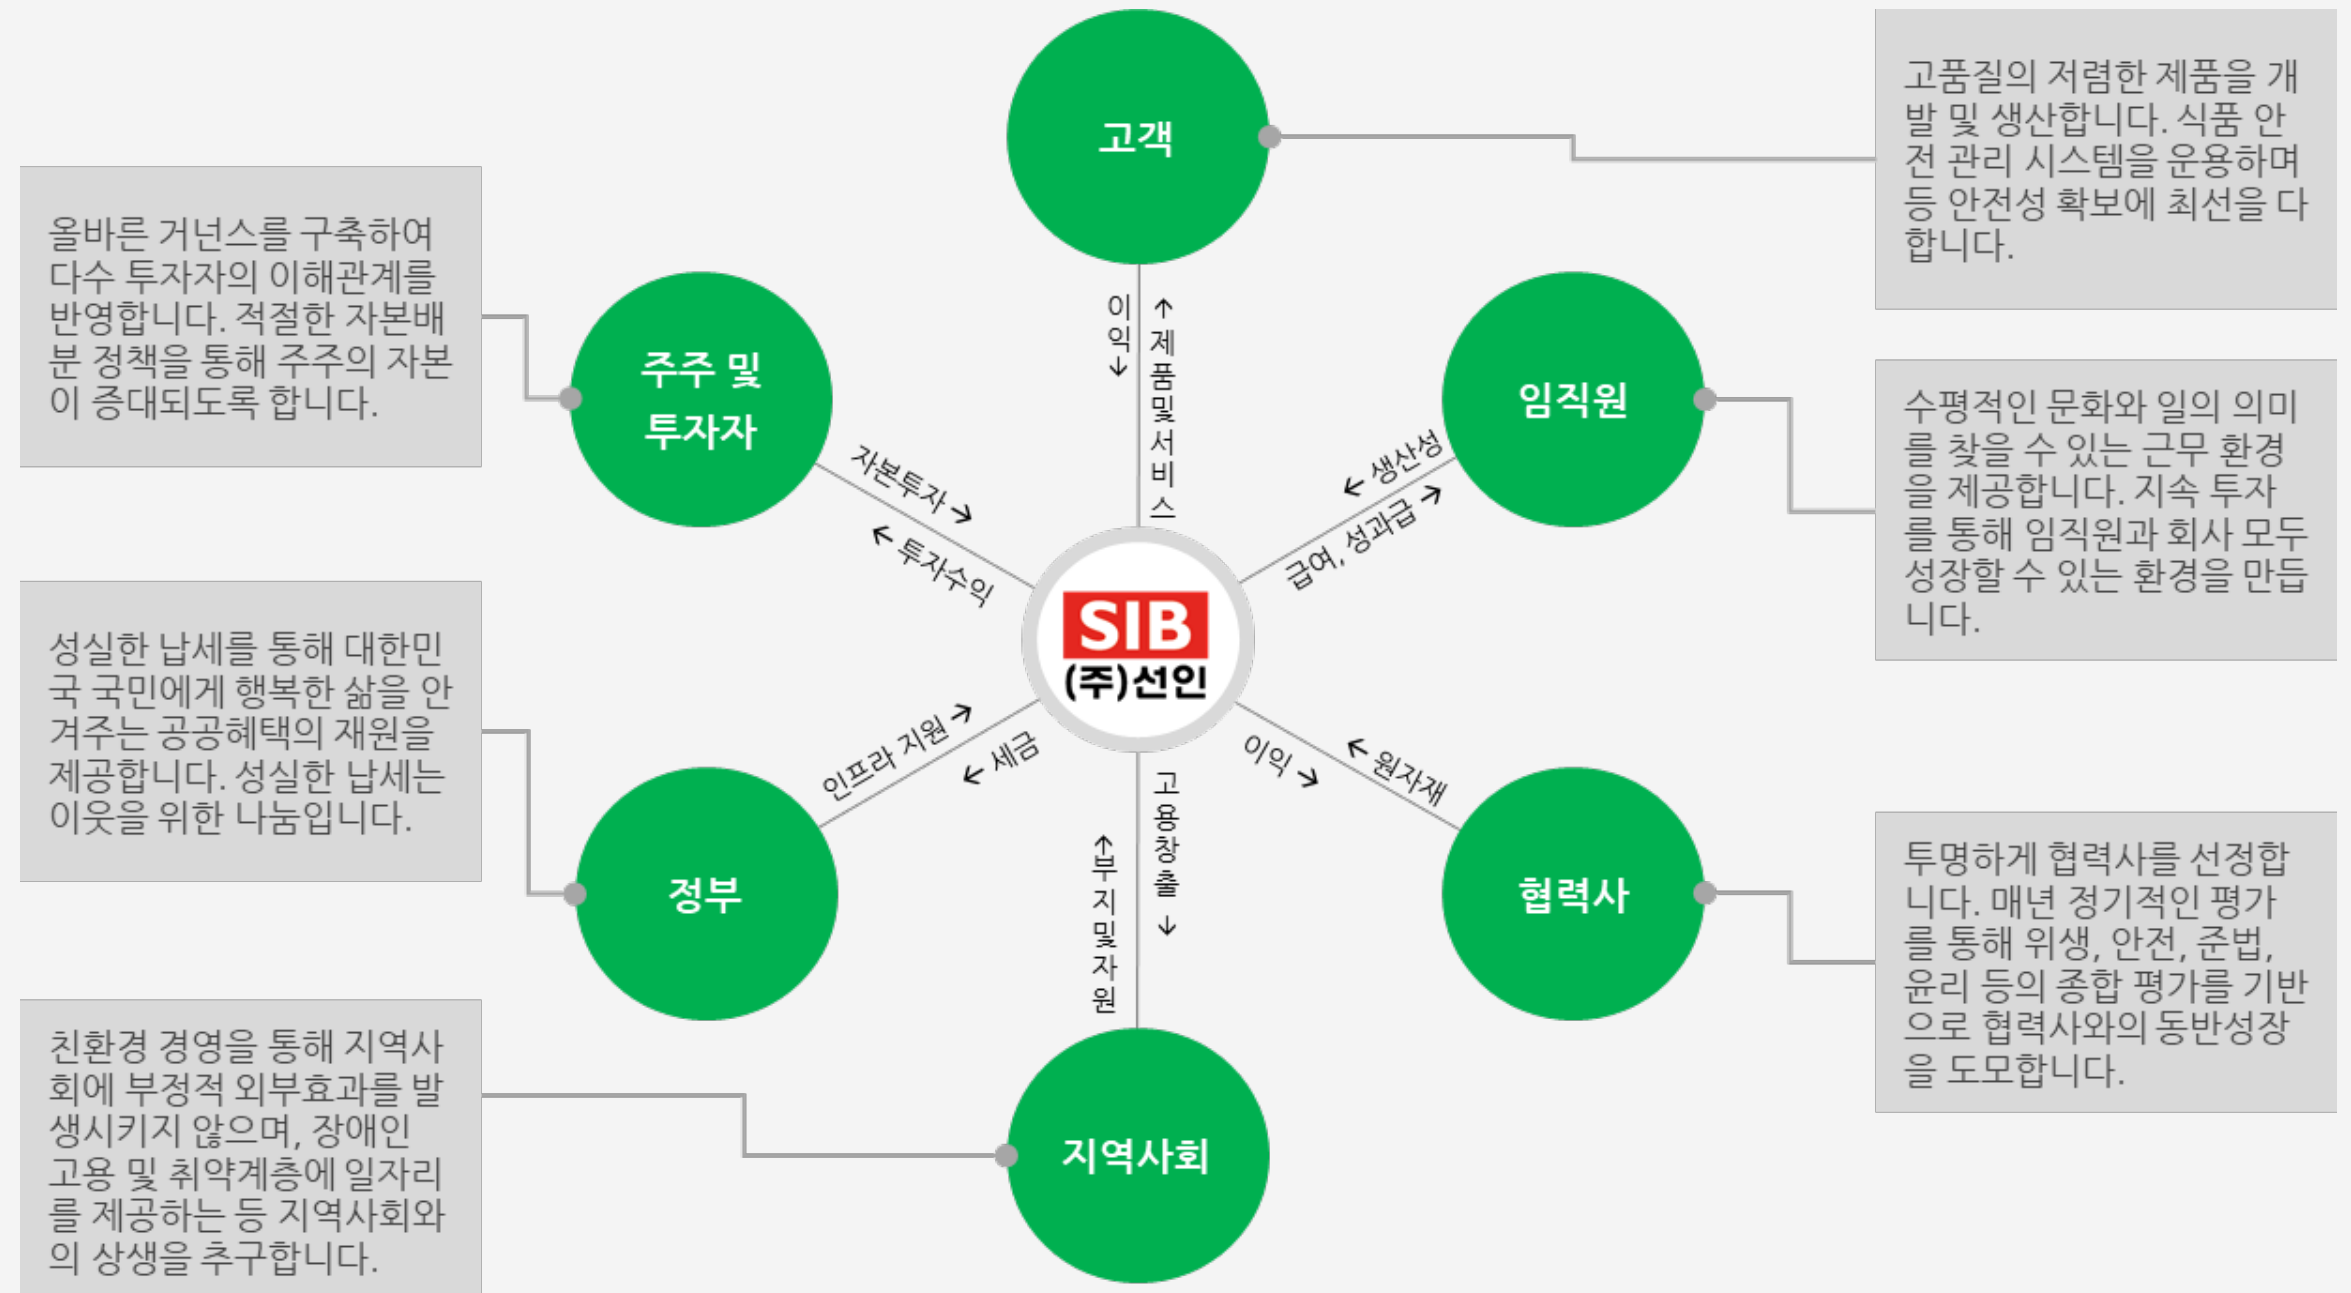 고객
고품질의 저렴한 제품을 개
발 및 생산합니다. 식품 안
전 관리 시스템을 운용하며
등 안전성 확보에 최선을 다
합니다.
올바른 거넌스를 구축하여
다수 투자자의 이해관계를
반영합니다. 적절한 자본배
분 정책을 통해 주주의 자본
이 증대되도록 합니다.
주주 및
투자자
이익↓
↑제품및서비스
임직원
수평적인 문화와 일의 의미
를 찾을 수 있는 근무 환경
을 제공합니다. 지속 투자
를 통해 임직원과 회사 모두
성장할 수 있는 환경을 만듭
니다.
자본투자 →
← 투자수익
← 생산성
급여, 성과급 →
SIB
(주)선인
성실한 납세를 통해 대한민
국 국민에게 행복한 삶을 안
겨주는 공공혜택의 재원을
제공합니다. 성실한 납세는
이웃을 위한 나눔입니다.
인프라 지원 →
← 세금
이익 →
← 원자재
정부
↑부지및자원
고용창출 ↓
협력사
투명하게 협력사를 선정합
니다. 매년 정기적인 평가
를 통해 위생, 안전, 준법,
윤리 등의 종합 평가를 기반
으로 협력사와의 동반성장
을 도모합니다.
친환경 경영을 통해 지역사
회에 부정적 외부효과를 발
생시키지 않으며, 장애인
고용 및 취약계층에 일자리
를 제공하는 등 지역사회와
의 상생을 추구합니다.
지역사회